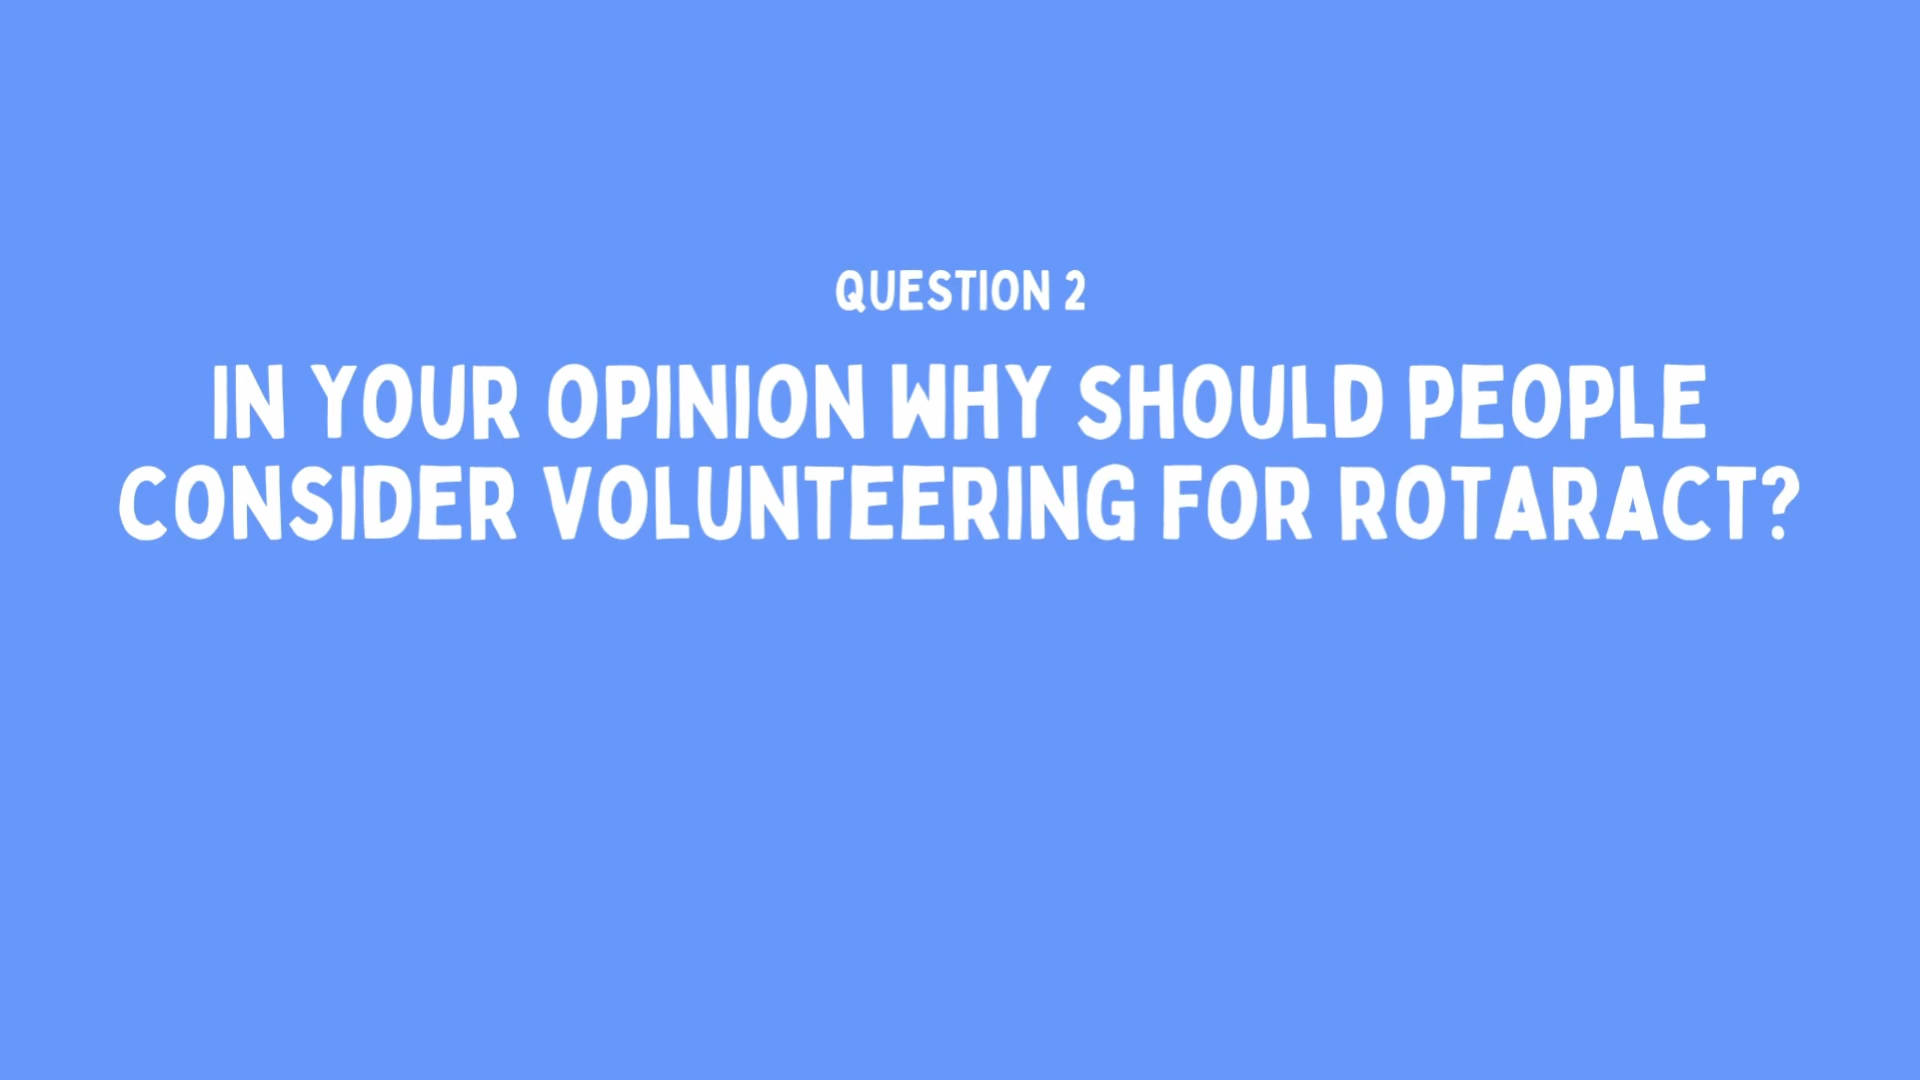 QUESTION 2
IN YOUR OPINION WHY SHOULD PEOPLE
CONSIDER VOLUNTEERING FOR ROTARACT?